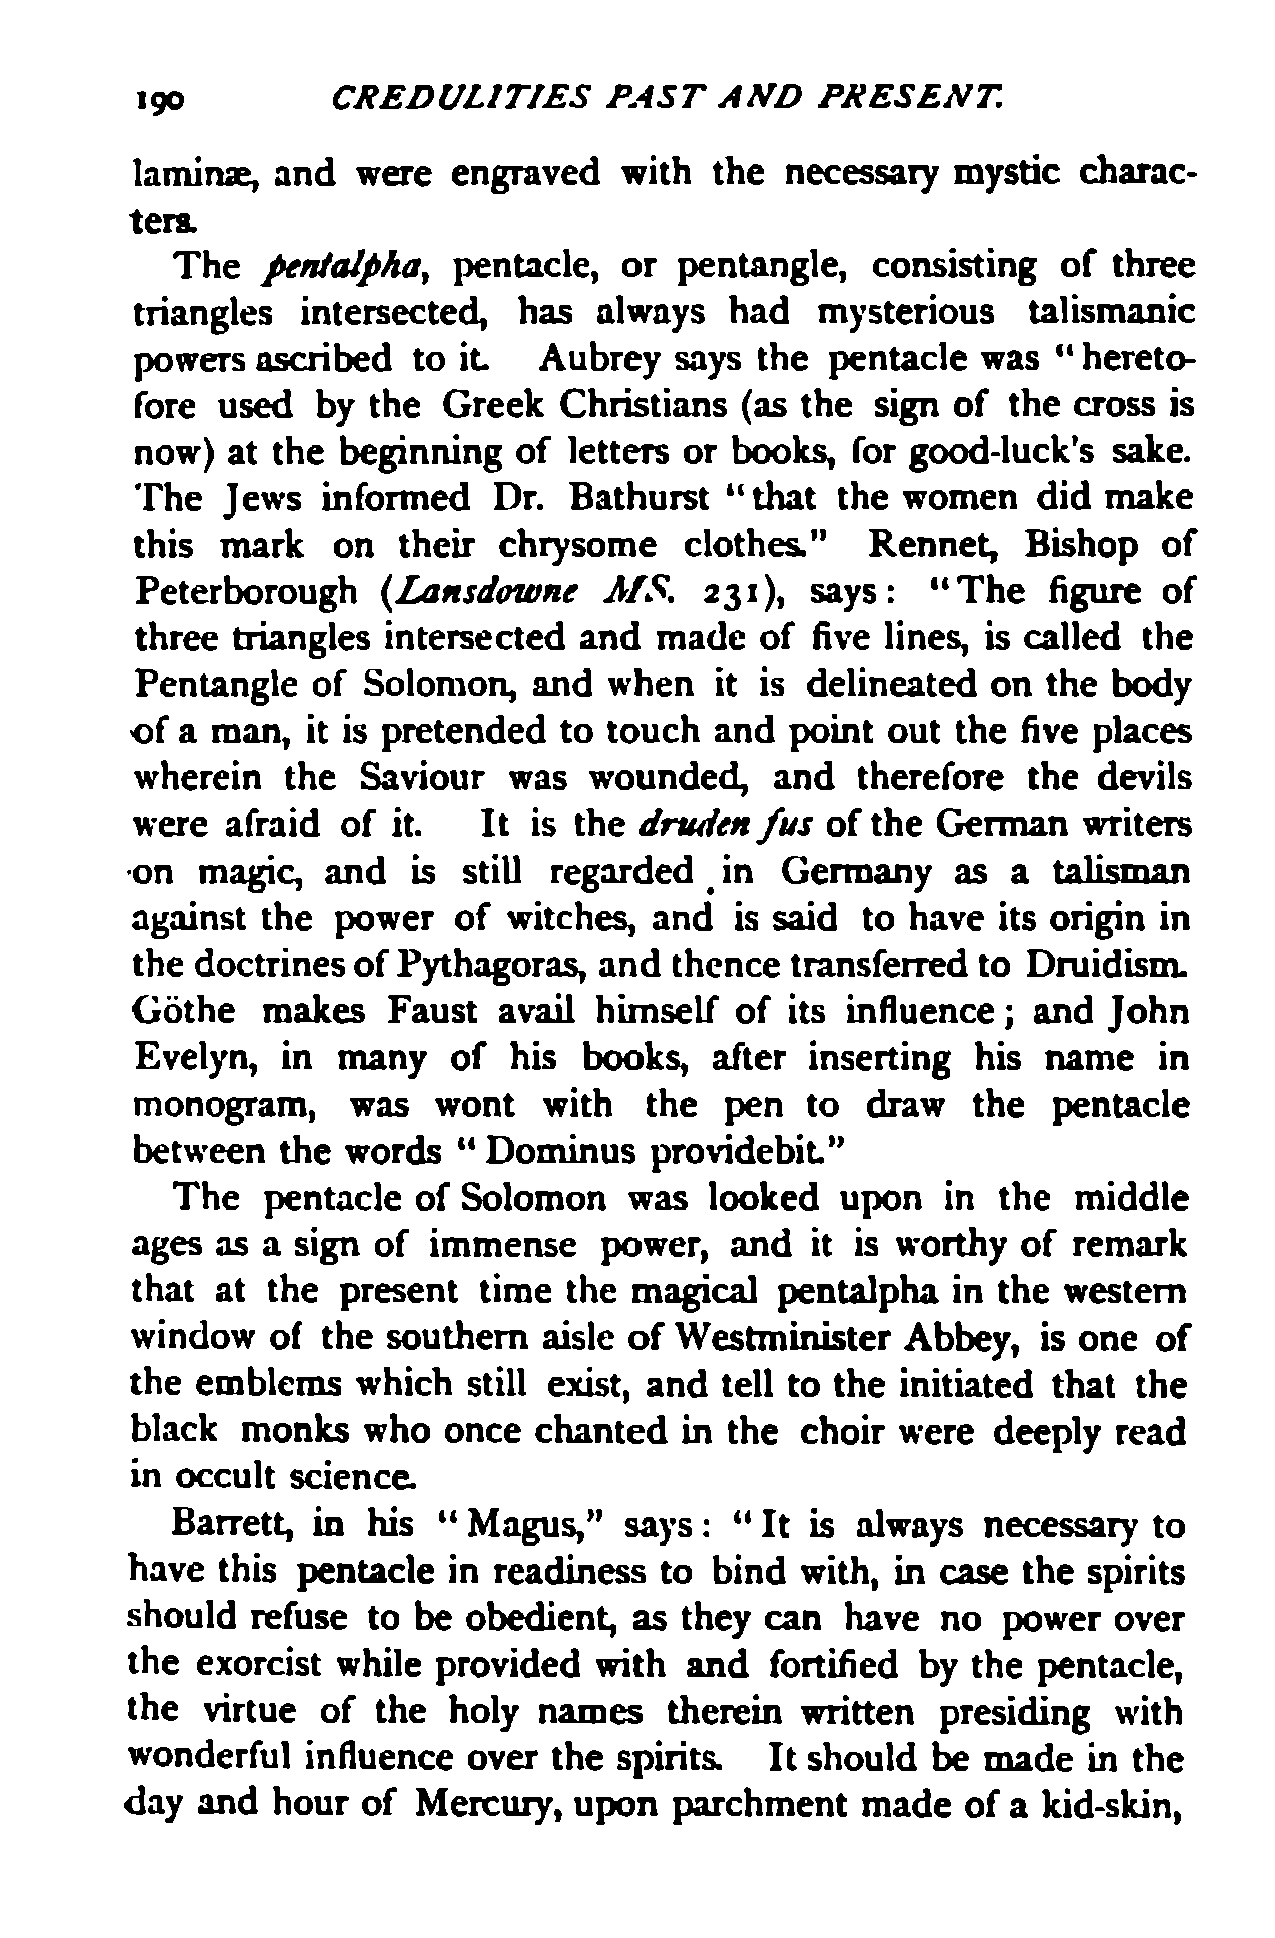 190 CREDULITIES PAST AND PRESENT.
laminæ, and were engraved with the necessary mystic charac-
ters.
The pentalpha, pentacle, or pentangle, consisting of three
triangles intersected, has always had mysterious talismanic
powers ascribed to it. Aubrey says the pentacle was "hereto-
fore used by the Greek Christians (as the sign of the cross is
now) at the beginning of letters or books, for good-luck's sake.
The Jews informed Dr. Bathurst "that the women did make
this mark on their chrysome clothes." Rennet, Bishop of
Peterborough (Lansdowne MS. 231), says: "The figure of
three triangles intersected and made of five lines, is called the
Pentangle of Solomon, and when it is delineated on the body
of a man, it is pretended to touch and point out the five places
wherein the Saviour was wounded, and therefore the devils
were afraid of it. It is the druden fus of the German writers
on magic, and is still regarded in Germany as a talisman
against the power of witches, and is said to have its origin in
the doctrines of Pythagoras, and thence transferred to Druidism.
Göthe makes Faust avail himself of its influence; and John
Evelyn, in many of his books, after inserting his name in
monogram, was wont with the pen to draw the pentacle
between the words "Dominus providebit."
The pentacle of Solomon was looked upon in the middle
ages as a sign of immense power, and it is worthy of remark
that at the present time the magical pentalpha in the western
window of the southern aisle of Westminister Abbey, is one of
the emblems which still exist, and tell to the initiated that the
black monks who once chanted in the choir were deeply read
in occult science.
Barrett, in his "Magus," says: "It is always necessary to
have this pentacle in readiness to bind with, in case the spirits
should refuse to be obedient, as they can have no power over
the exorcist while provided with and fortified by the pentacle,
the virtue of the holy names therein written presiding with
wonderful influence over the spirits. It should be made in the
day and hour of Mercury, upon parchment made of a kid-skin,